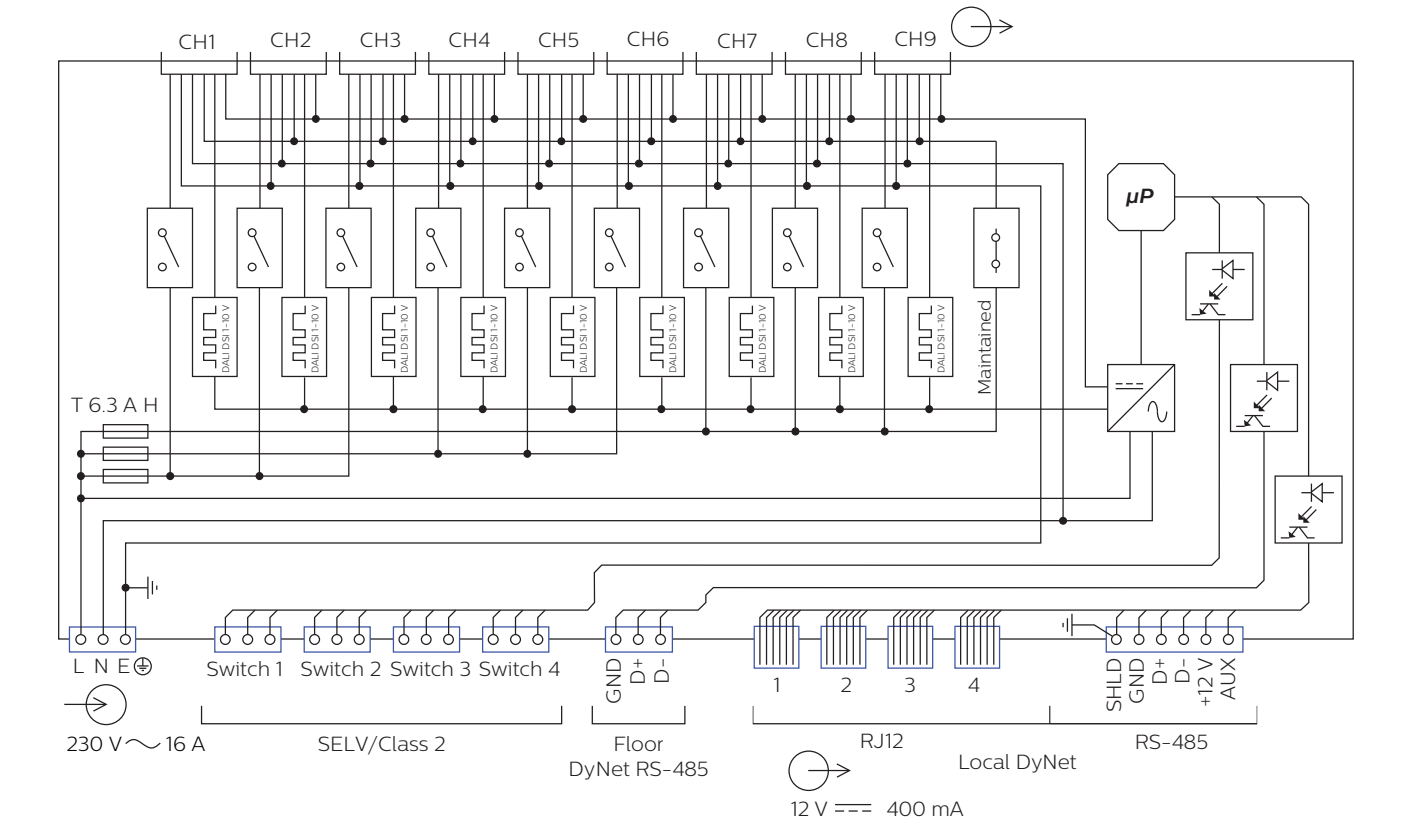 CH1 CH2 CH3 CH4 CH5 CH6 CH7 CH8 CH9
µP
DALI DSI 1-10 V DALI DSI 1-10 V DALI DSI 1-10 V DALI DSI 1-10 V DALI DSI 1-10 V DALI DSI 1-10 V DALI DSI 1-10 V DALI DSI 1-10 V DALI DSI 1-10 V
Maintained
T 6.3 A H
L N E
Switch 1 Switch 2 Switch 3 Switch 4
GND D+ D-
1 2 3 4
SHLD GND D+ D- +12 V AUX
230 V ~ 16 A
SELV/Class 2
Floor
DyNet RS-485
RJ12
Local DyNet
RS-485
12 V 400 mA